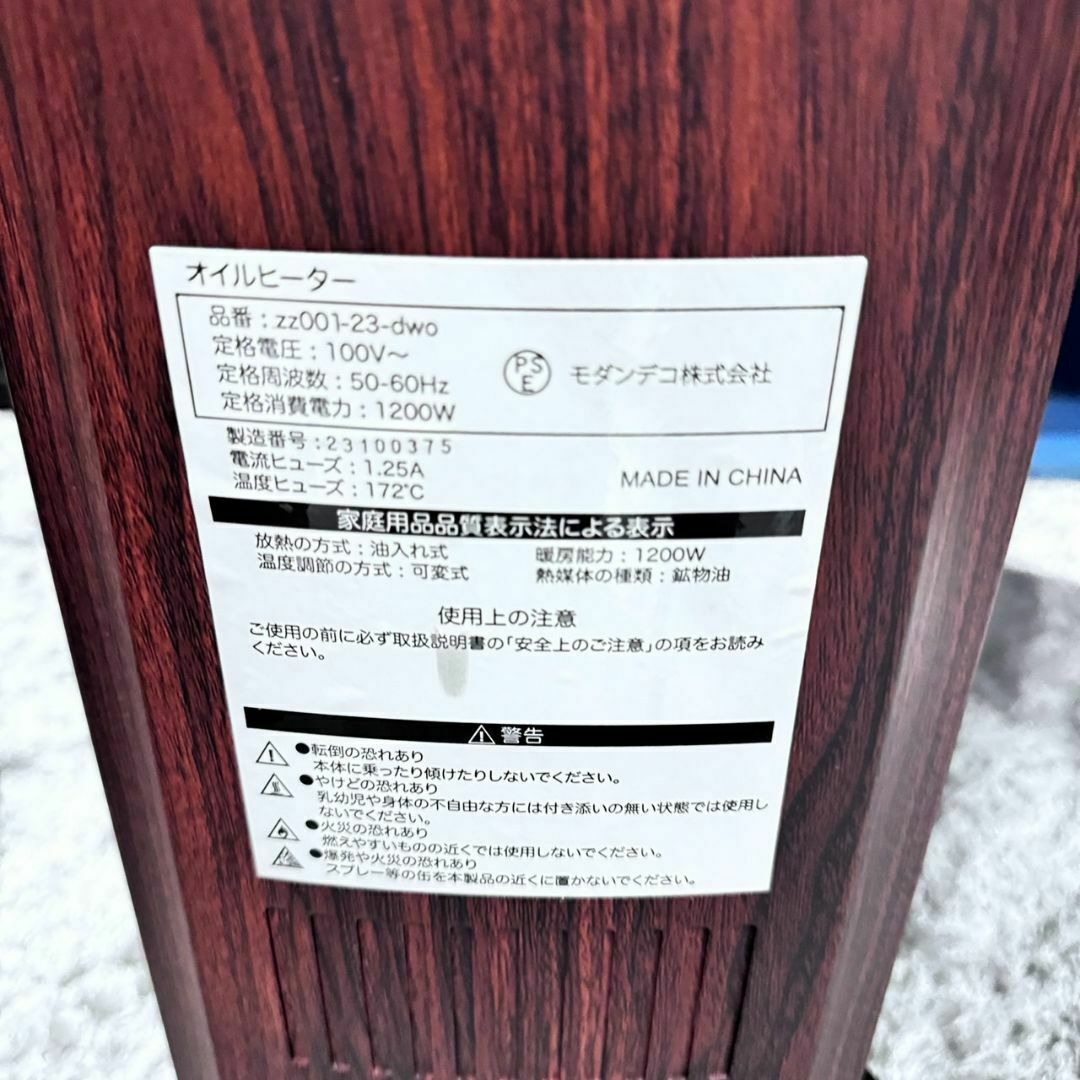 オイルヒーター
品番：zz001-23-dwo
定格電圧：100V～
定格周波数：50-60Hz
定格消費電力：1200W
PSE
モダンデコ株式会社
製造番号：23100375
電流ヒューズ：1.25A
温度ヒューズ：172℃
MADE IN CHINA
家庭用品品質表示法による表示
放熱の方式：油入れ式　暖房能力：1200W
温度調節の方式：可変式　熱媒体の種類：鉱物油
使用上の注意
ご使用の前に必ず取扱説明書の「安全上のご注意」の項をお読み
ください。
警告
●転倒の恐れあり
本体に乗ったり傾けたりしないでください。
●やけどの恐れあり
乳幼児や身体の不自由な方には付き添いの無い状態では使用し
ないでください。
●火災の恐れあり
燃えやすいものの近くでは使用しないでください。
●爆発や火災の恐れあり
スプレー等の缶を本製品の近くに置かないでください。